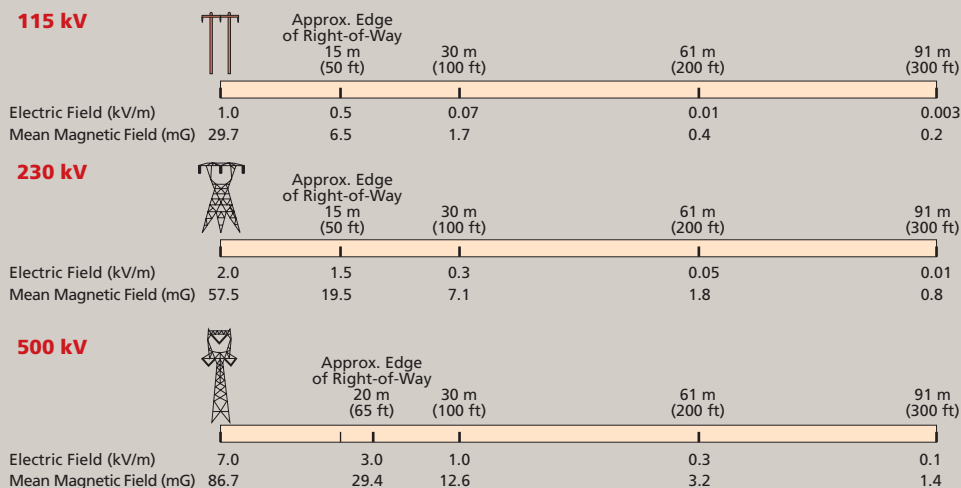 115 kV
Approx. Edge
of Right-of-Way
15 m 30 m 61 m 91 m
(50 ft) (100 ft) (200 ft) (300 ft)
Electric Field (kV/m) 1.0 0.5 0.07 0.01 0.003
Mean Magnetic Field (mG) 29.7 6.5 1.7 0.4 0.2
230 kV
Approx. Edge
of Right-of-Way
15 m 30 m 61 m 91 m
(50 ft) (100 ft) (200 ft) (300 ft)
Electric Field (kV/m) 2.0 1.5 0.3 0.05 0.01
Mean Magnetic Field (mG) 57.5 19.5 7.1 1.8 0.8
500 kV
Approx. Edge
of Right-of-Way
20 m 30 m 61 m 91 m
(65 ft) (100 ft) (200 ft) (300 ft)
Electric Field (kV/m) 7.0 3.0 1.0 0.3 0.1
Mean Magnetic Field (mG) 86.7 29.4 12.6 3.2 1.4